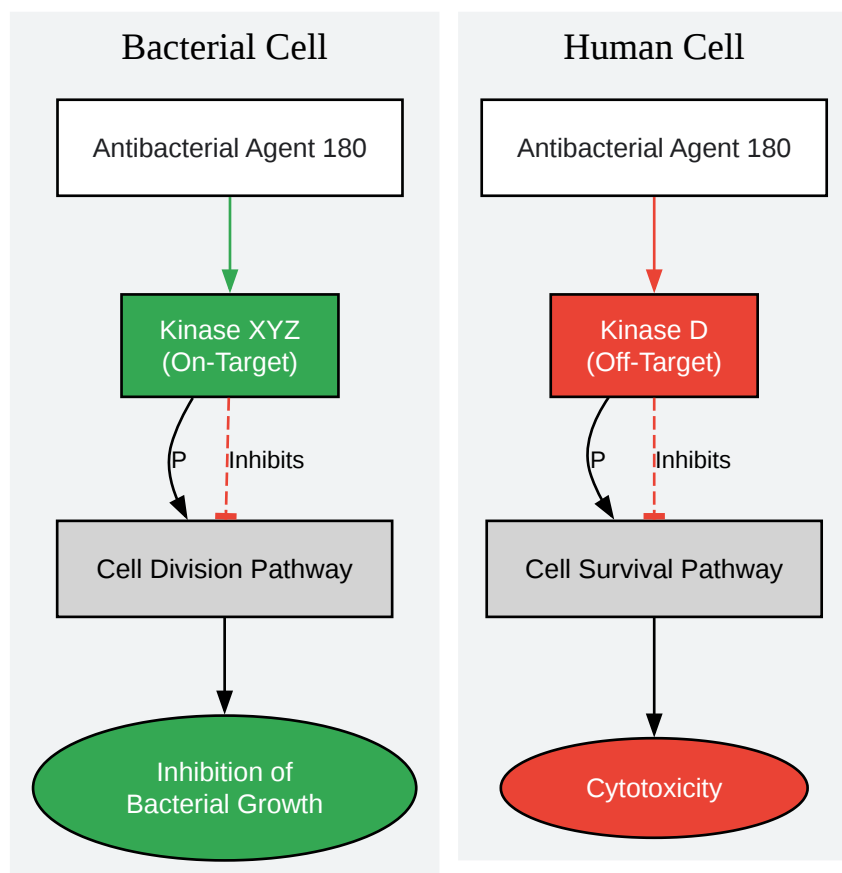 Bacterial Cell
Antibacterial Agent 180
Kinase XYZ
(On-Target)
P
Inhibits
Cell Division Pathway
Inhibition of
Bacterial Growth
Human Cell
Antibacterial Agent 180
Kinase D
(Off-Target)
P
Inhibits
Cell Survival Pathway
Cytotoxicity